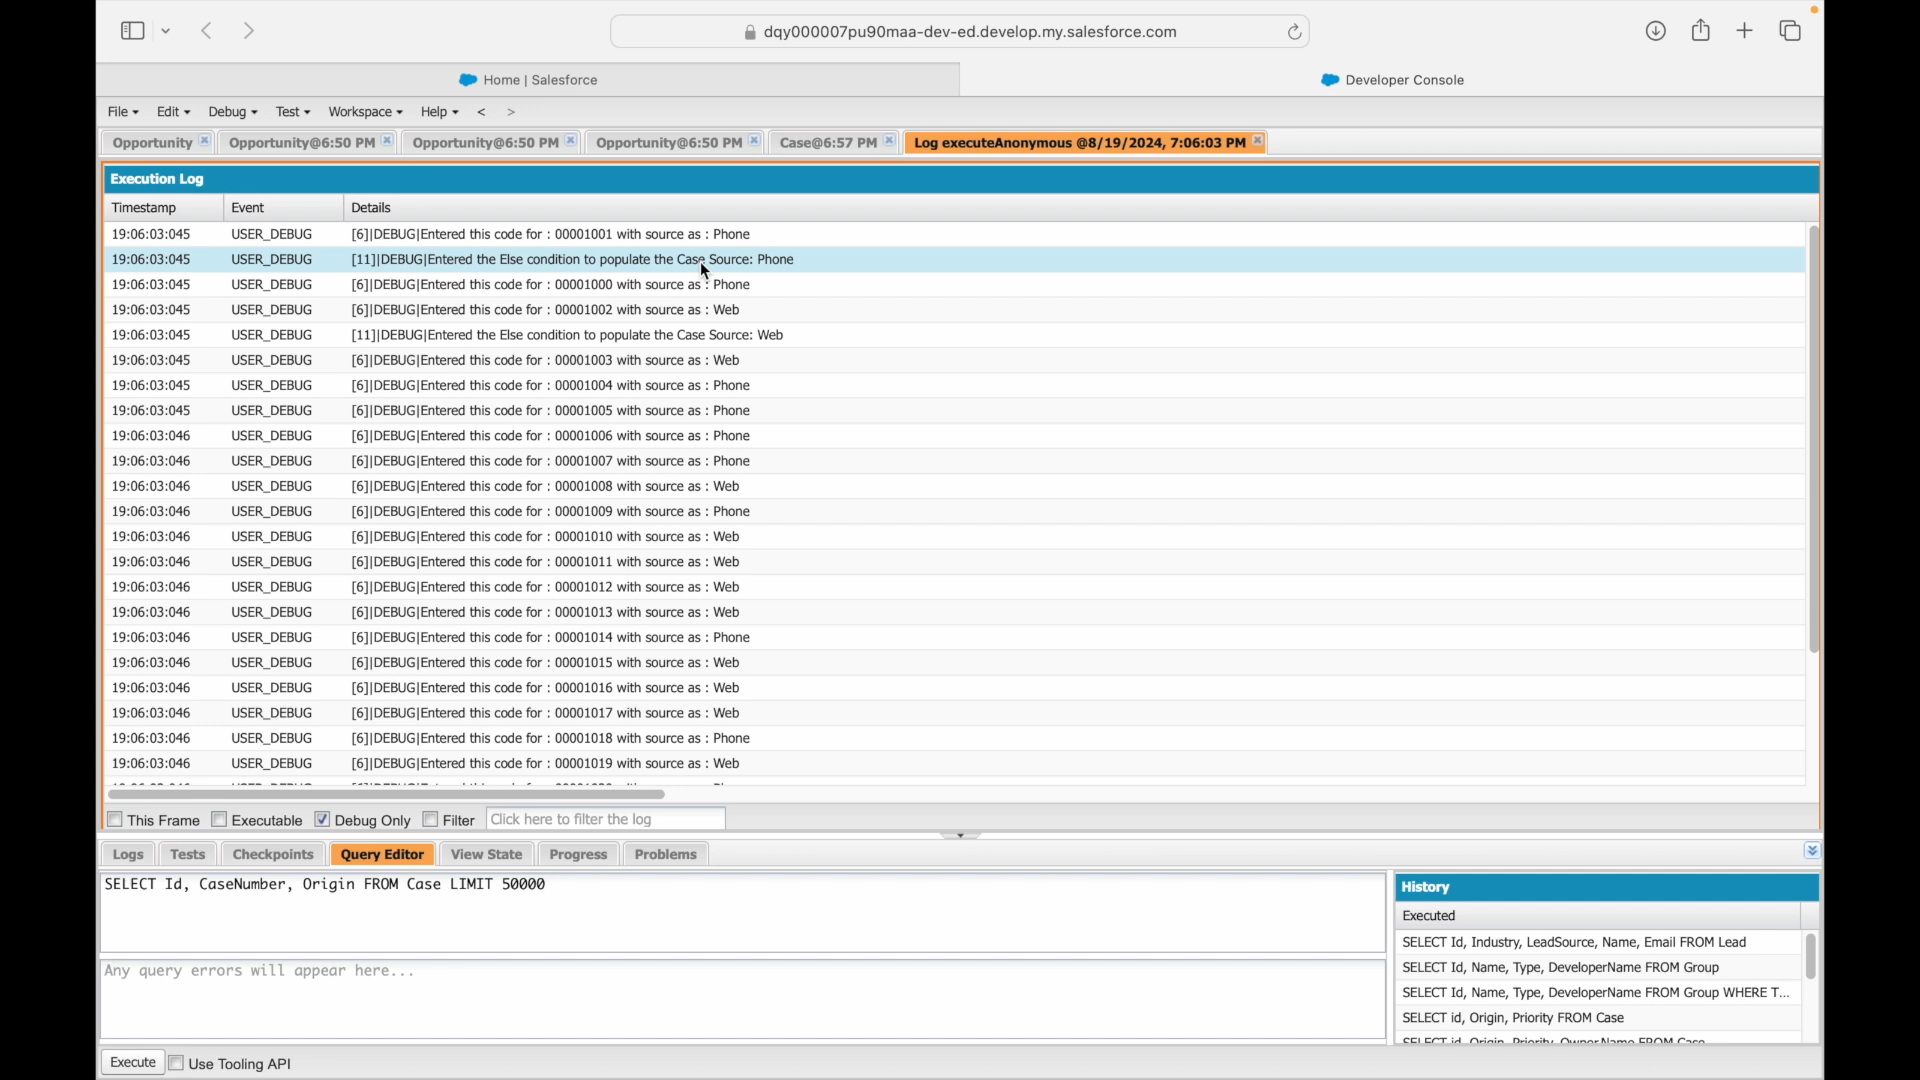 dqy000007pu90maa-dev-ed.develop.my.salesforce.com
Home | Salesforce
Developer Console
File Edit Debug Test Workspace Help < >
Opportunity Opportunity@6:50 PM Opportunity@6:50 PM Opportunity@6:50 PM Case@6:57 PM Log executeAnonymous @8/19/2024, 7:06:03 PM
Execution Log
Timestamp Event Details
19:06:03:045 USER_DEBUG [6]|DEBUG|Entered this code for : 00001001 with source as : Phone
19:06:03:045 USER_DEBUG [11]|DEBUG|Entered the Else condition to populate the Case Source: Phone
19:06:03:045 USER_DEBUG [6]|DEBUG|Entered this code for : 00001000 with source as : Phone
19:06:03:045 USER_DEBUG [6]|DEBUG|Entered this code for : 00001002 with source as : Web
19:06:03:045 USER_DEBUG [11]|DEBUG|Entered the Else condition to populate the Case Source: Web
19:06:03:045 USER_DEBUG [6]|DEBUG|Entered this code for : 00001003 with source as : Web
19:06:03:045 USER_DEBUG [6]|DEBUG|Entered this code for : 00001004 with source as : Phone
19:06:03:045 USER_DEBUG [6]|DEBUG|Entered this code for : 00001005 with source as : Phone
19:06:03:046 USER_DEBUG [6]|DEBUG|Entered this code for : 00001006 with source as : Phone
19:06:03:046 USER_DEBUG [6]|DEBUG|Entered this code for : 00001007 with source as : Phone
19:06:03:046 USER_DEBUG [6]|DEBUG|Entered this code for : 00001008 with source as : Web
19:06:03:046 USER_DEBUG [6]|DEBUG|Entered this code for : 00001009 with source as : Phone
19:06:03:046 USER_DEBUG [6]|DEBUG|Entered this code for : 00001010 with source as : Web
19:06:03:046 USER_DEBUG [6]|DEBUG|Entered this code for : 00001011 with source as : Web
19:06:03:046 USER_DEBUG [6]|DEBUG|Entered this code for : 00001012 with source as : Web
19:06:03:046 USER_DEBUG [6]|DEBUG|Entered this code for : 00001013 with source as : Web
19:06:03:046 USER_DEBUG [6]|DEBUG|Entered this code for : 00001014 with source as : Phone
19:06:03:046 USER_DEBUG [6]|DEBUG|Entered this code for : 00001015 with source as : Web
19:06:03:046 USER_DEBUG [6]|DEBUG|Entered this code for : 00001016 with source as : Web
19:06:03:046 USER_DEBUG [6]|DEBUG|Entered this code for : 00001017 with source as : Web
19:06:03:046 USER_DEBUG [6]|DEBUG|Entered this code for : 00001018 with source as : Phone
19:06:03:046 USER_DEBUG [6]|DEBUG|Entered this code for : 00001019 with source as : Web
This Frame Executable Debug Only Filter Click here to filter the log
Logs Tests Checkpoints Query Editor View State Progress Problems
SELECT Id, CaseNumber, Origin FROM Case LIMIT 50000
Any query errors will appear here...
History
Executed
SELECT Id, Industry, LeadSource, Name, Email FROM Lead
SELECT Id, Name, Type, DeveloperName FROM Group
SELECT Id, Name, Type, DeveloperName FROM Group WHERE T...
SELECT id, Origin, Priority FROM Case
Execute Use Tooling API